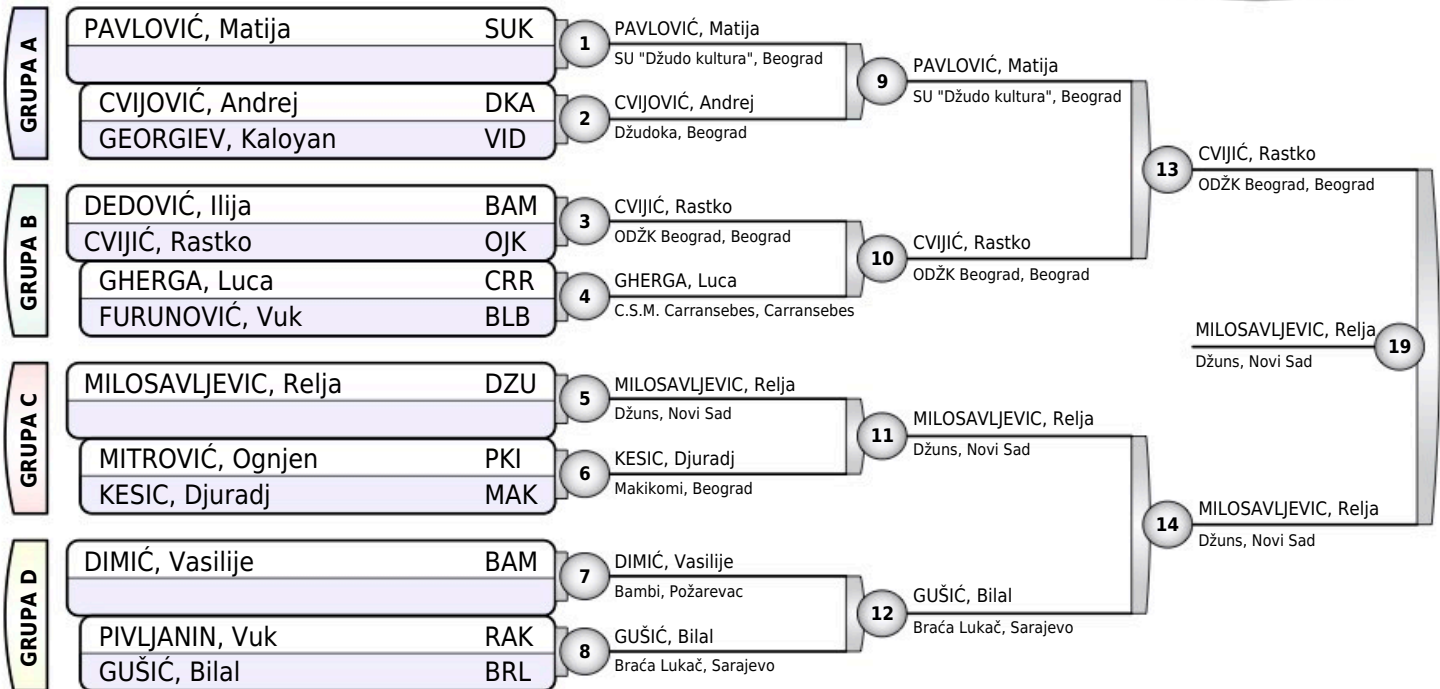 GRUPA A
PAVLOVIĆ, Matija SUK
CVIJOVIĆ, Andrej DKA
GEORGIEV, Kaloyan VID
GRUPA B
DEDOVIĆ, Ilija BAM
CVIJIĆ, Rastko OJK
GHERGA, Luca CRR
FURUNOVIĆ, Vuk BLB
GRUPA C
MILOSAVLJEVIC, Relja DZU
MITROVIĆ, Ognjen PKI
KESIC, Djuradj MAK
GRUPA D
DIMIĆ, Vasilije BAM
PIVLJANIN, Vuk RAK
GUŠIĆ, Bilal BRL
1
PAVLOVIĆ, Matija
SU "Džudo kultura", Beograd
2
CVIJOVIĆ, Andrej
Džudoka, Beograd
3
CVIJIĆ, Rastko
ODŽK Beograd, Beograd
4
GHERGA, Luca
C.S.M. Carransebes, Carransebes
5
MILOSAVLJEVIC, Relja
Džuns, Novi Sad
6
KESIC, Djuradj
Makikomi, Beograd
7
DIMIĆ, Vasilije
Bambi, Požarevac
8
GUŠIĆ, Bilal
Braća Lukač, Sarajevo
9
PAVLOVIĆ, Matija
SU "Džudo kultura", Beograd
10
CVIJIĆ, Rastko
ODŽK Beograd, Beograd
11
MILOSAVLJEVIC, Relja
Džuns, Novi Sad
12
GUŠIĆ, Bilal
Braća Lukač, Sarajevo
13
CVIJIĆ, Rastko
ODŽK Beograd, Beograd
14
MILOSAVLJEVIC, Relja
Džuns, Novi Sad
MILOSAVLJEVIC, Relja
Džuns, Novi Sad
19